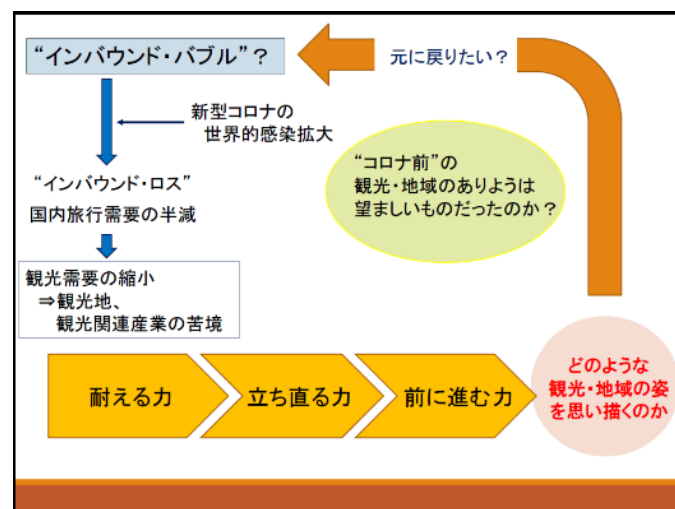 “インバウンド・バブル”？
元に戻りたい？
新型コロナの
世界的感染拡大
“インバウンド・ロス”
国内旅行需要の半減
“コロナ前”の
観光・地域のありようは
望ましいものだったのか？
観光需要の縮小
⇒観光地、
観光関連産業の苦境
耐える力
立ち直る力
前に進む力
どのような
観光・地域の姿
を思い描くのか